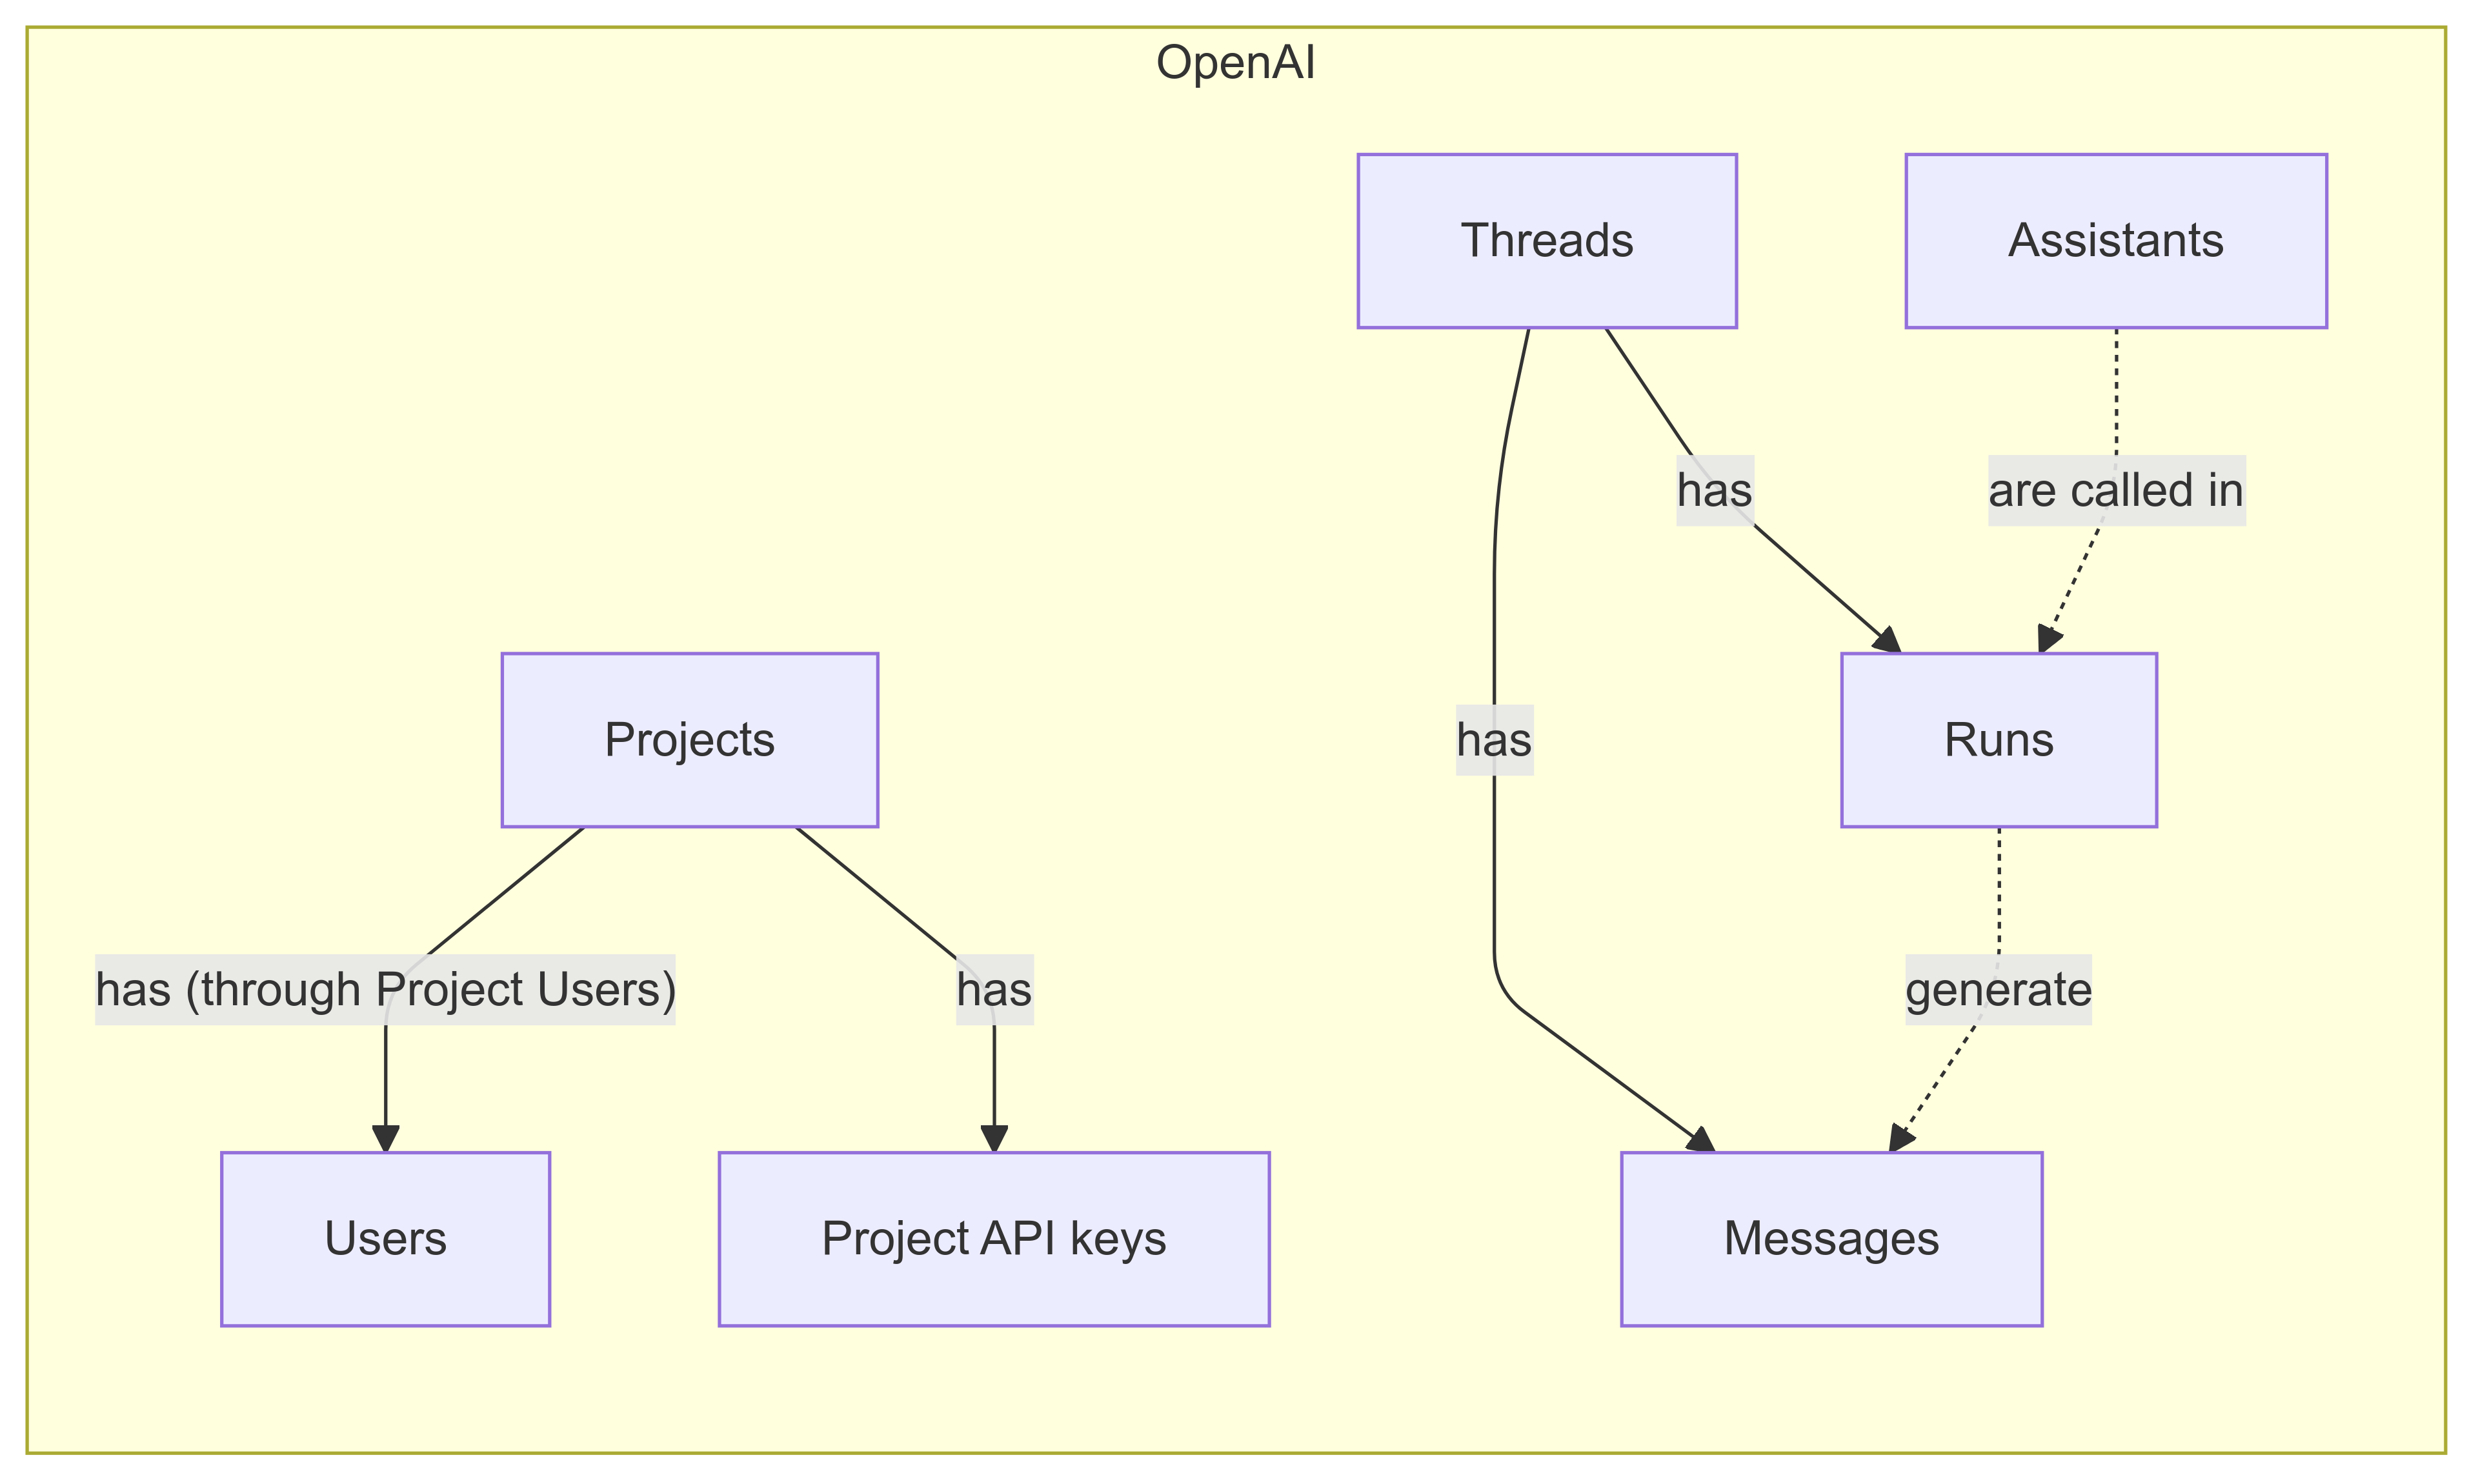 OpenAI
Threads
Assistants
has
are called in
Projects
has
Runs
has (through Project Users)
has
generate
Users
Project API keys
Messages